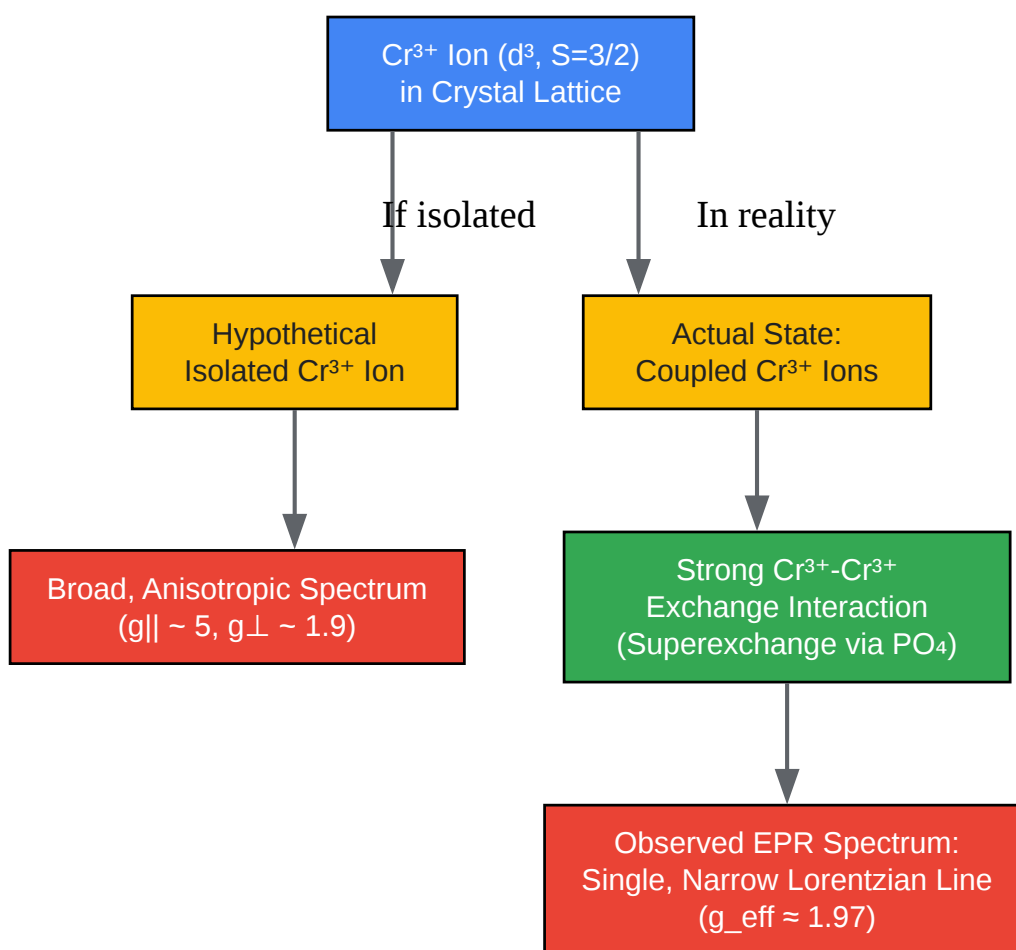 Cr³⁺ Ion (d³, S=3/2)
in Crystal Lattice
If isolated
In reality
Hypothetical
Isolated Cr³⁺ Ion
Actual State:
Coupled Cr³⁺ Ions
Broad, Anisotropic Spectrum
(g|| ~ 5, g⊥ ~ 1.9)
Strong Cr³⁺-Cr³⁺
Exchange Interaction
(Superexchange via PO₄)
Observed EPR Spectrum:
Single, Narrow Lorentzian Line
(g_eff ≈ 1.97)